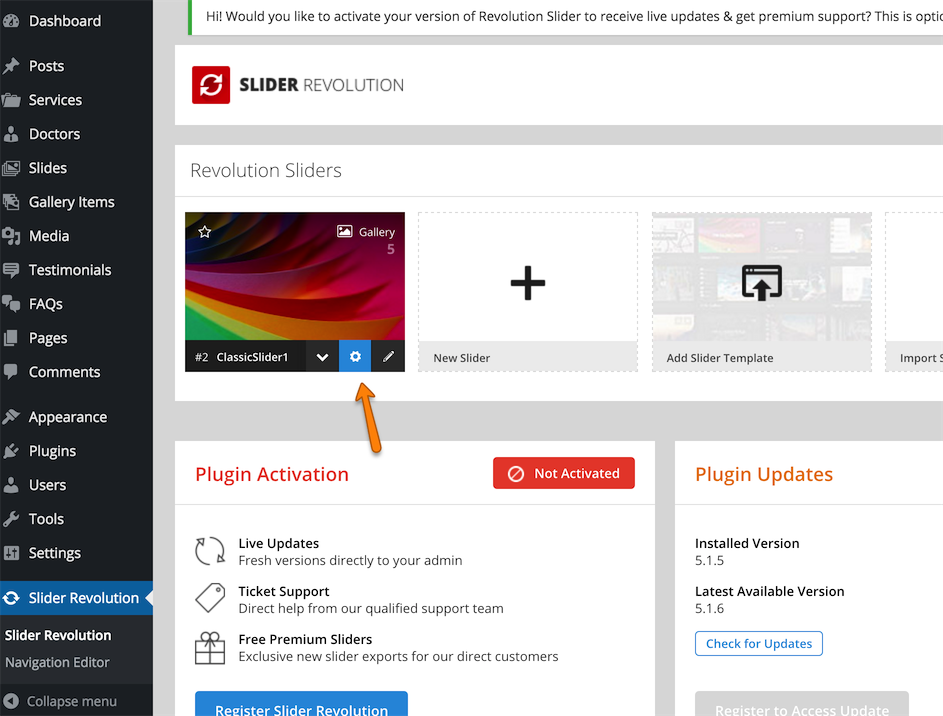 Dashboard
Posts
Services
Doctors
Slides
Gallery Items
Media
Testimonials
FAQs
Pages
Comments
Appearance
Plugins
Users
Tools
Settings
Slider Revolution
Slider Revolution
Navigation Editor
Collapse menu
Hi! Would you like to activate your version of Revolution Slider to receive live updates & get premium support? This is optio
SLIDER REVOLUTION
Revolution Sliders
Gallery
5
#2 ClassicSlider1
New Slider
Add Slider Template
Import S
Plugin Activation
Not Activated
Live Updates
Fresh versions directly to your admin
Ticket Support
Direct help from our qualified support team
Free Premium Sliders
Exclusive new slider exports for our direct customers
Register Slider Revolution
Plugin Updates
Installed Version
5.1.5
Latest Available Version
5.1.6
Check for Updates
Register to Access Update